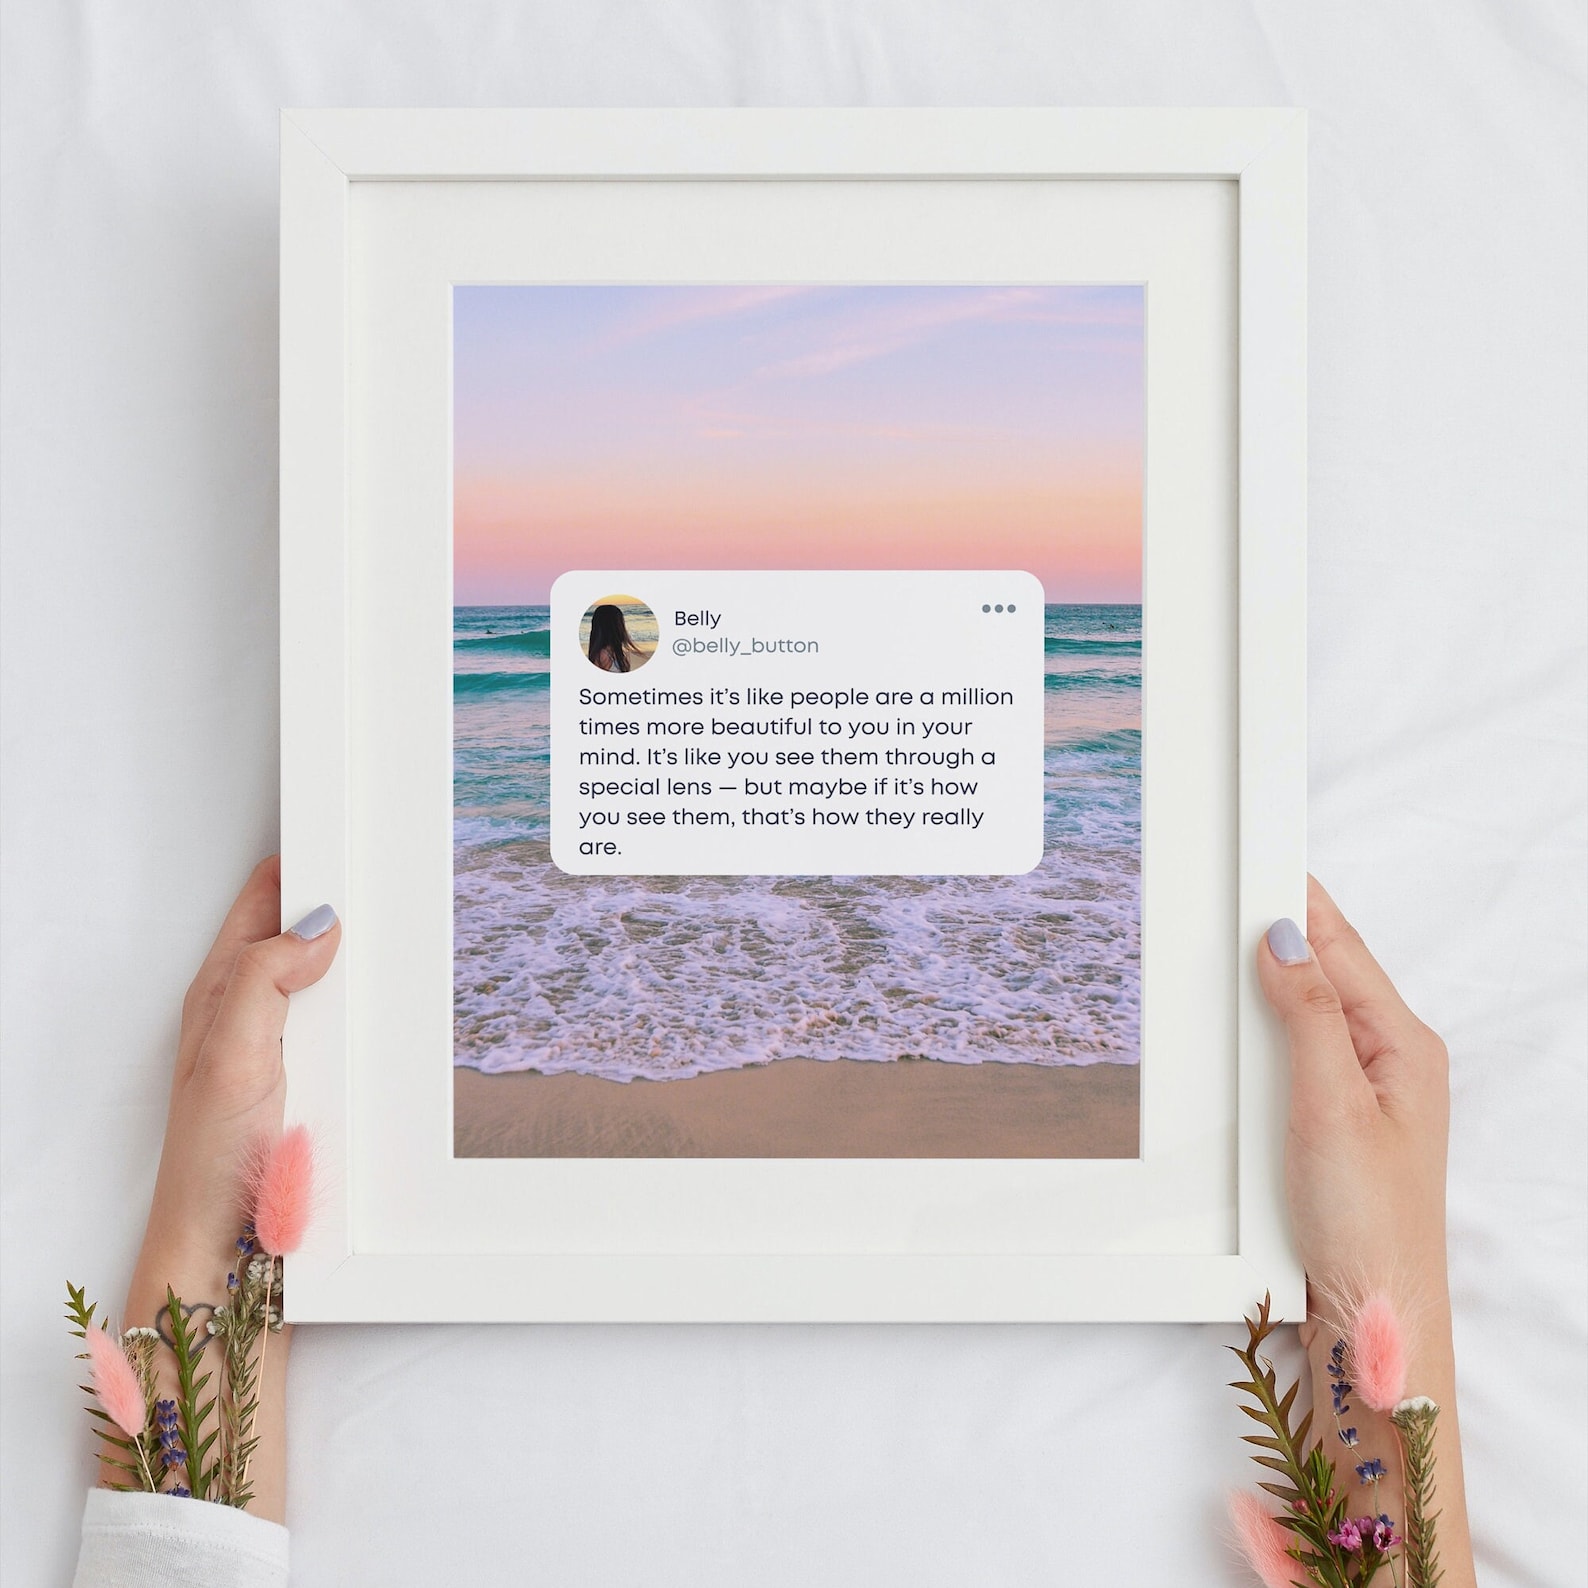 Belly
@belly_button
Sometimes it’s like people are a million
times more beautiful to you in your
mind. It’s like you see them through a
special lens — but maybe if it’s how
you see them, that’s how they really
are.